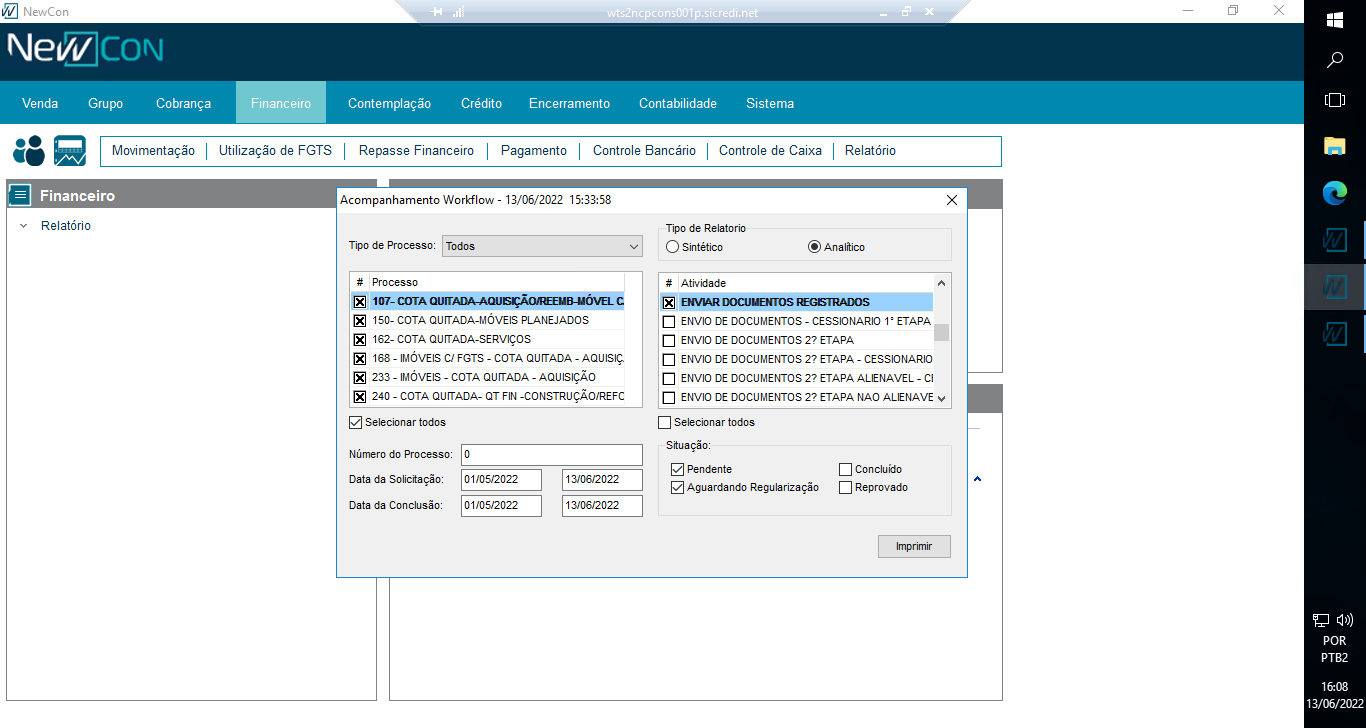 NewCon
wts2ncpcons001p.sicredi.net
NEWCON
Venda Grupo Cobrança Financeiro Contemplação Crédito Encerramento Contabilidade Sistema
Movimentação Utilização de FGTS Repasse Financeiro Pagamento Controle Bancário Controle de Caixa Relatório
Financeiro
Relatório
Acompanhamento Workflow - 13/06/2022 15:33:58
Tipo de Processo: Todos
Tipo de Relatorio
Sintético Analítico
# Processo
107- COTA QUITADA-AQUISIÇÃO/REEMB-MÓVEL C
150- COTA QUITADA-MÓVEIS PLANEJADOS
162- COTA QUITADA-SERVIÇOS
168 - IMÓVEIS C/ FGTS - COTA QUITADA - AQUISIÇ
233 - IMÓVEIS - COTA QUITADA - AQUISIÇÃO
240 - COTA QUITADA- QT FIN -CONSTRUÇÃO/REFO
Selecionar todos
# Atividade
ENVIAR DOCUMENTOS REGISTRADOS
ENVIO DE DOCUMENTOS - CESSIONARIO 1° ETAPA
ENVIO DE DOCUMENTOS 2? ETAPA
ENVIO DE DOCUMENTOS 2? ETAPA - CESSIONARIO
ENVIO DE DOCUMENTOS 2? ETAPA ALIENAVEL - CI
ENVIO DE DOCUMENTOS 2? ETAPA NAO ALIENAVE
Selecionar todos
Número do Processo: 0
Data da Solicitação: 01/05/2022 13/06/2022
Data da Conclusão: 01/05/2022 13/06/2022
Situação:
Pendente Concluído
Aguardando Regularização Reprovado
Imprimir
POR
PTB2
16:08
13/06/2022